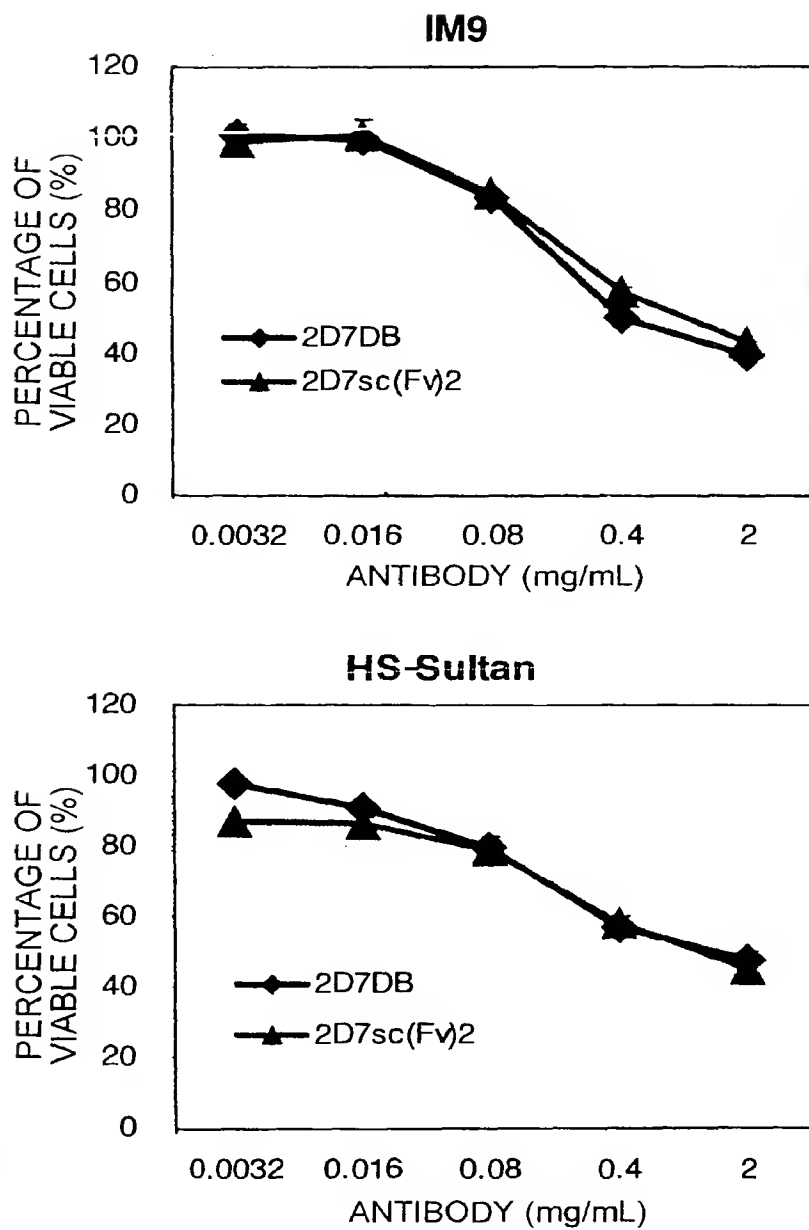 IM9
120
100
80
60
40
20
0
PERCENTAGE OF
VIABLE CELLS (%)
2D7DB
2D7sc(Fv)2
0.0032 0.016 0.08 0.4 2
ANTIBODY (mg/mL)
HS-Sultan
120
100
80
60
40
20
0
PERCENTAGE OF
VIABLE CELLS (%)
2D7DB
2D7sc(Fv)2
0.0032 0.016 0.08 0.4 2
ANTIBODY (mg/mL)